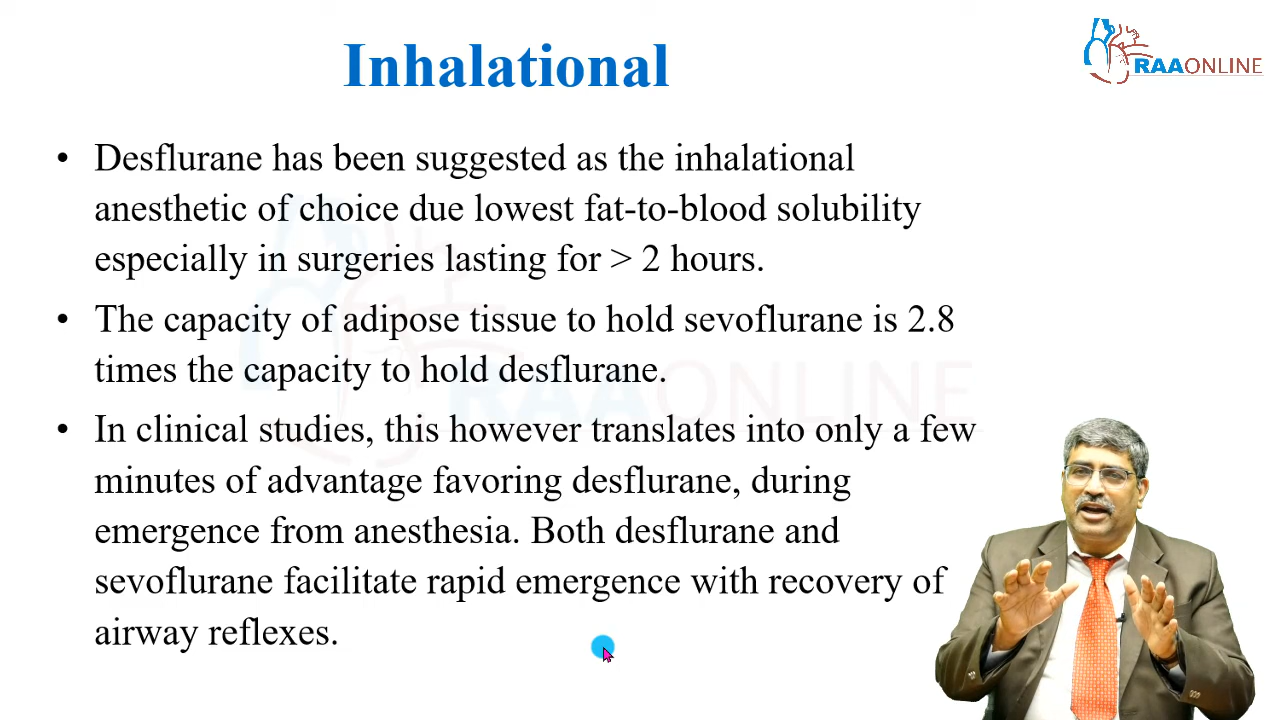 Inhalational
RAAONLINE
• Desflurane has been suggested as the inhalational
anesthetic of choice due lowest fat-to-blood solubility
especially in surgeries lasting for > 2 hours.
• The capacity of adipose tissue to hold sevoflurane is 2.8
times the capacity to hold desflurane.
• In clinical studies, this however translates into only a few
minutes of advantage favoring desflurane, during
emergence from anesthesia. Both desflurane and
sevoflurane facilitate rapid emergence with recovery of
airway reflexes.
RAAONLINE